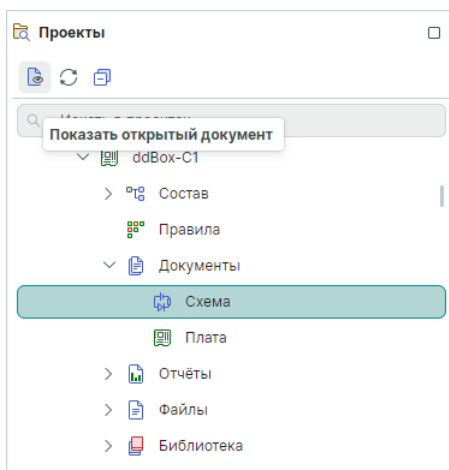 Проекты
Показать открытый документ
ddBox-C1
Состав
Правила
Документы
Схема
Плата
Отчёты
Файлы
Библиотека